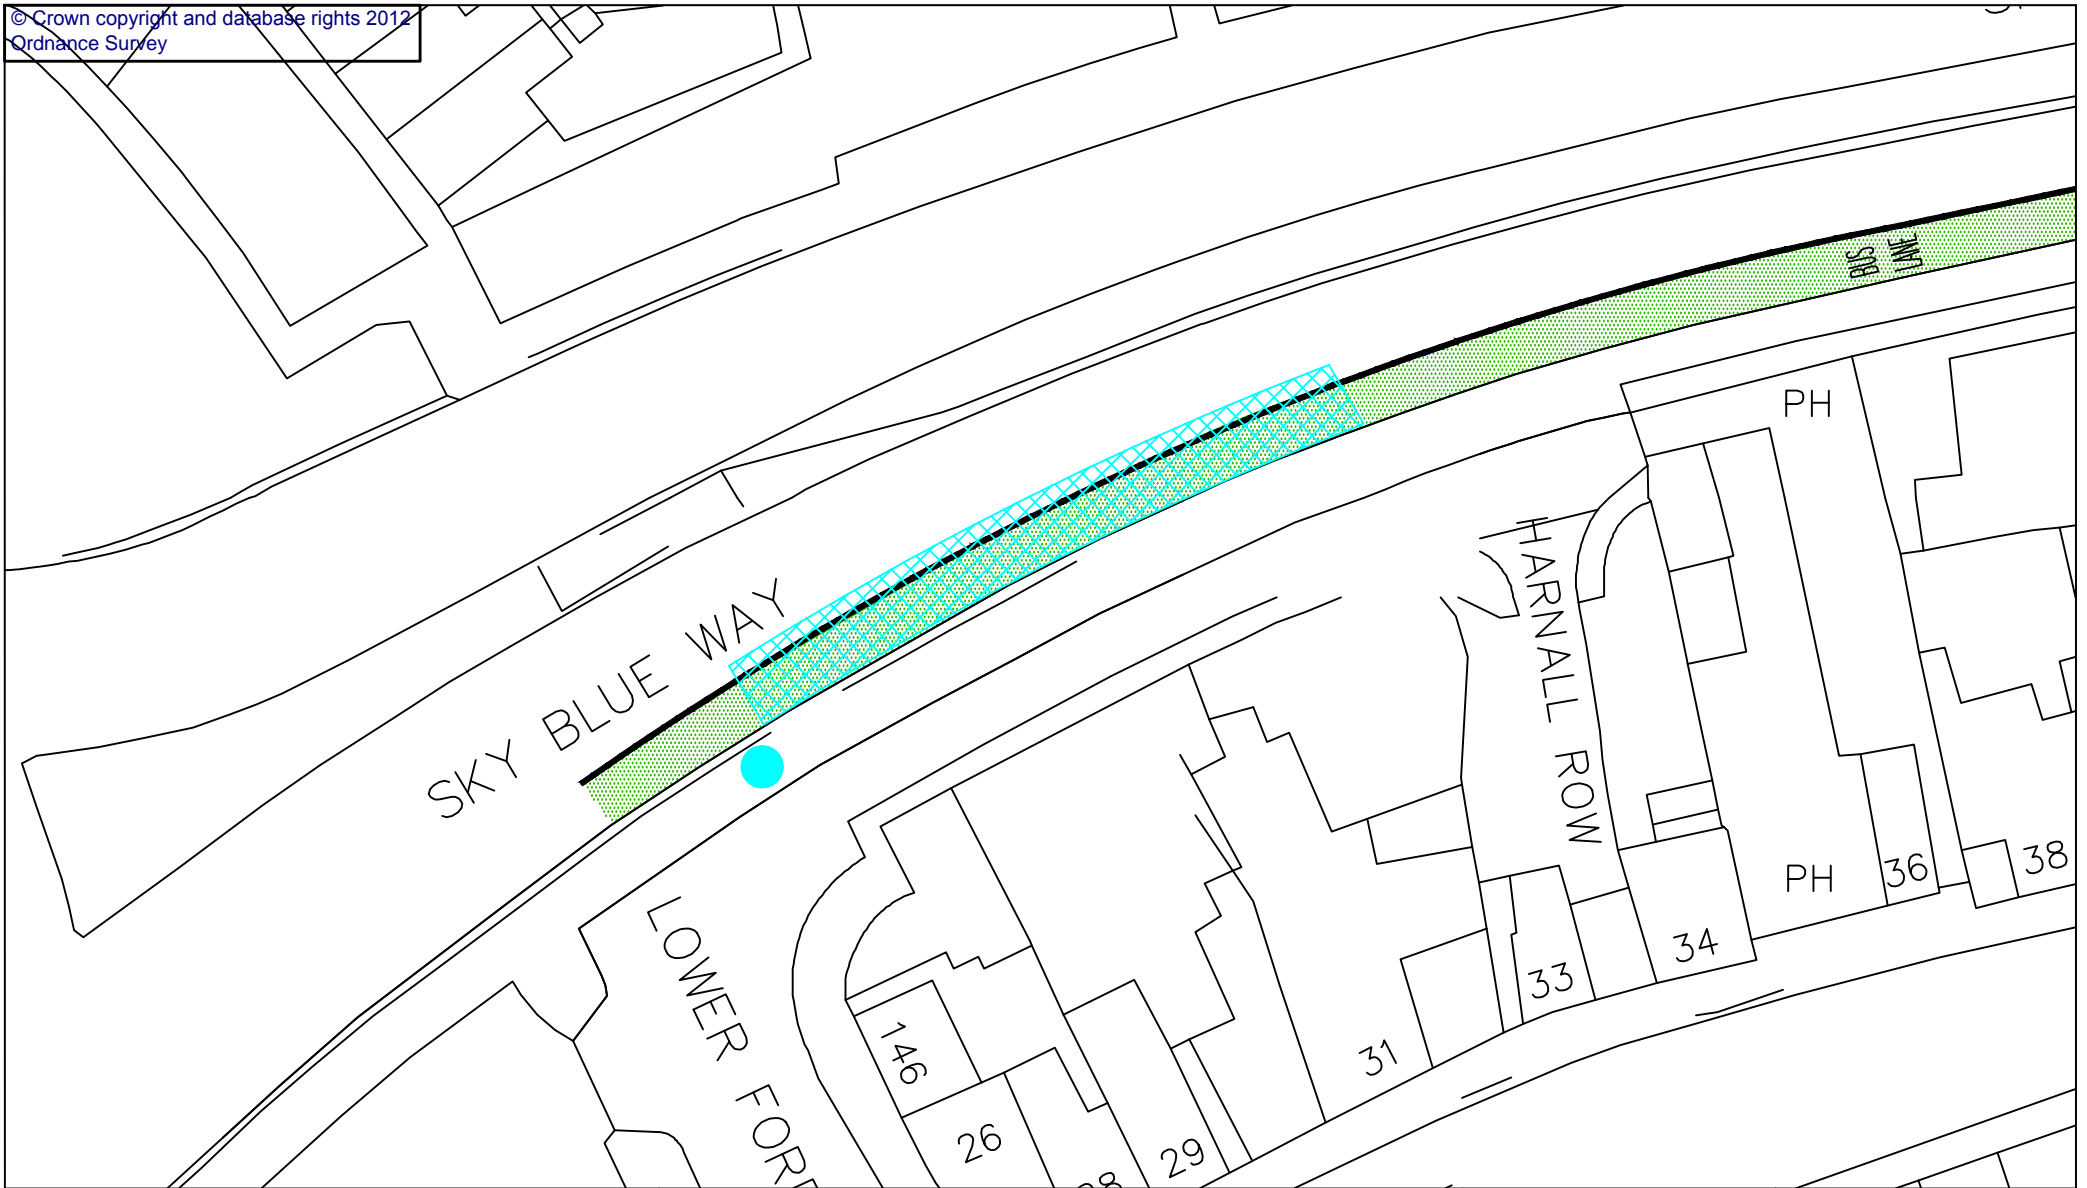 © Crown copyright and database rights 2012
Ordnance Survey
BUS
LANE
PH
SKY BLUE WAY
HARNALL ROW
LOWER
PH
36
38
34
33
31
146
26
29